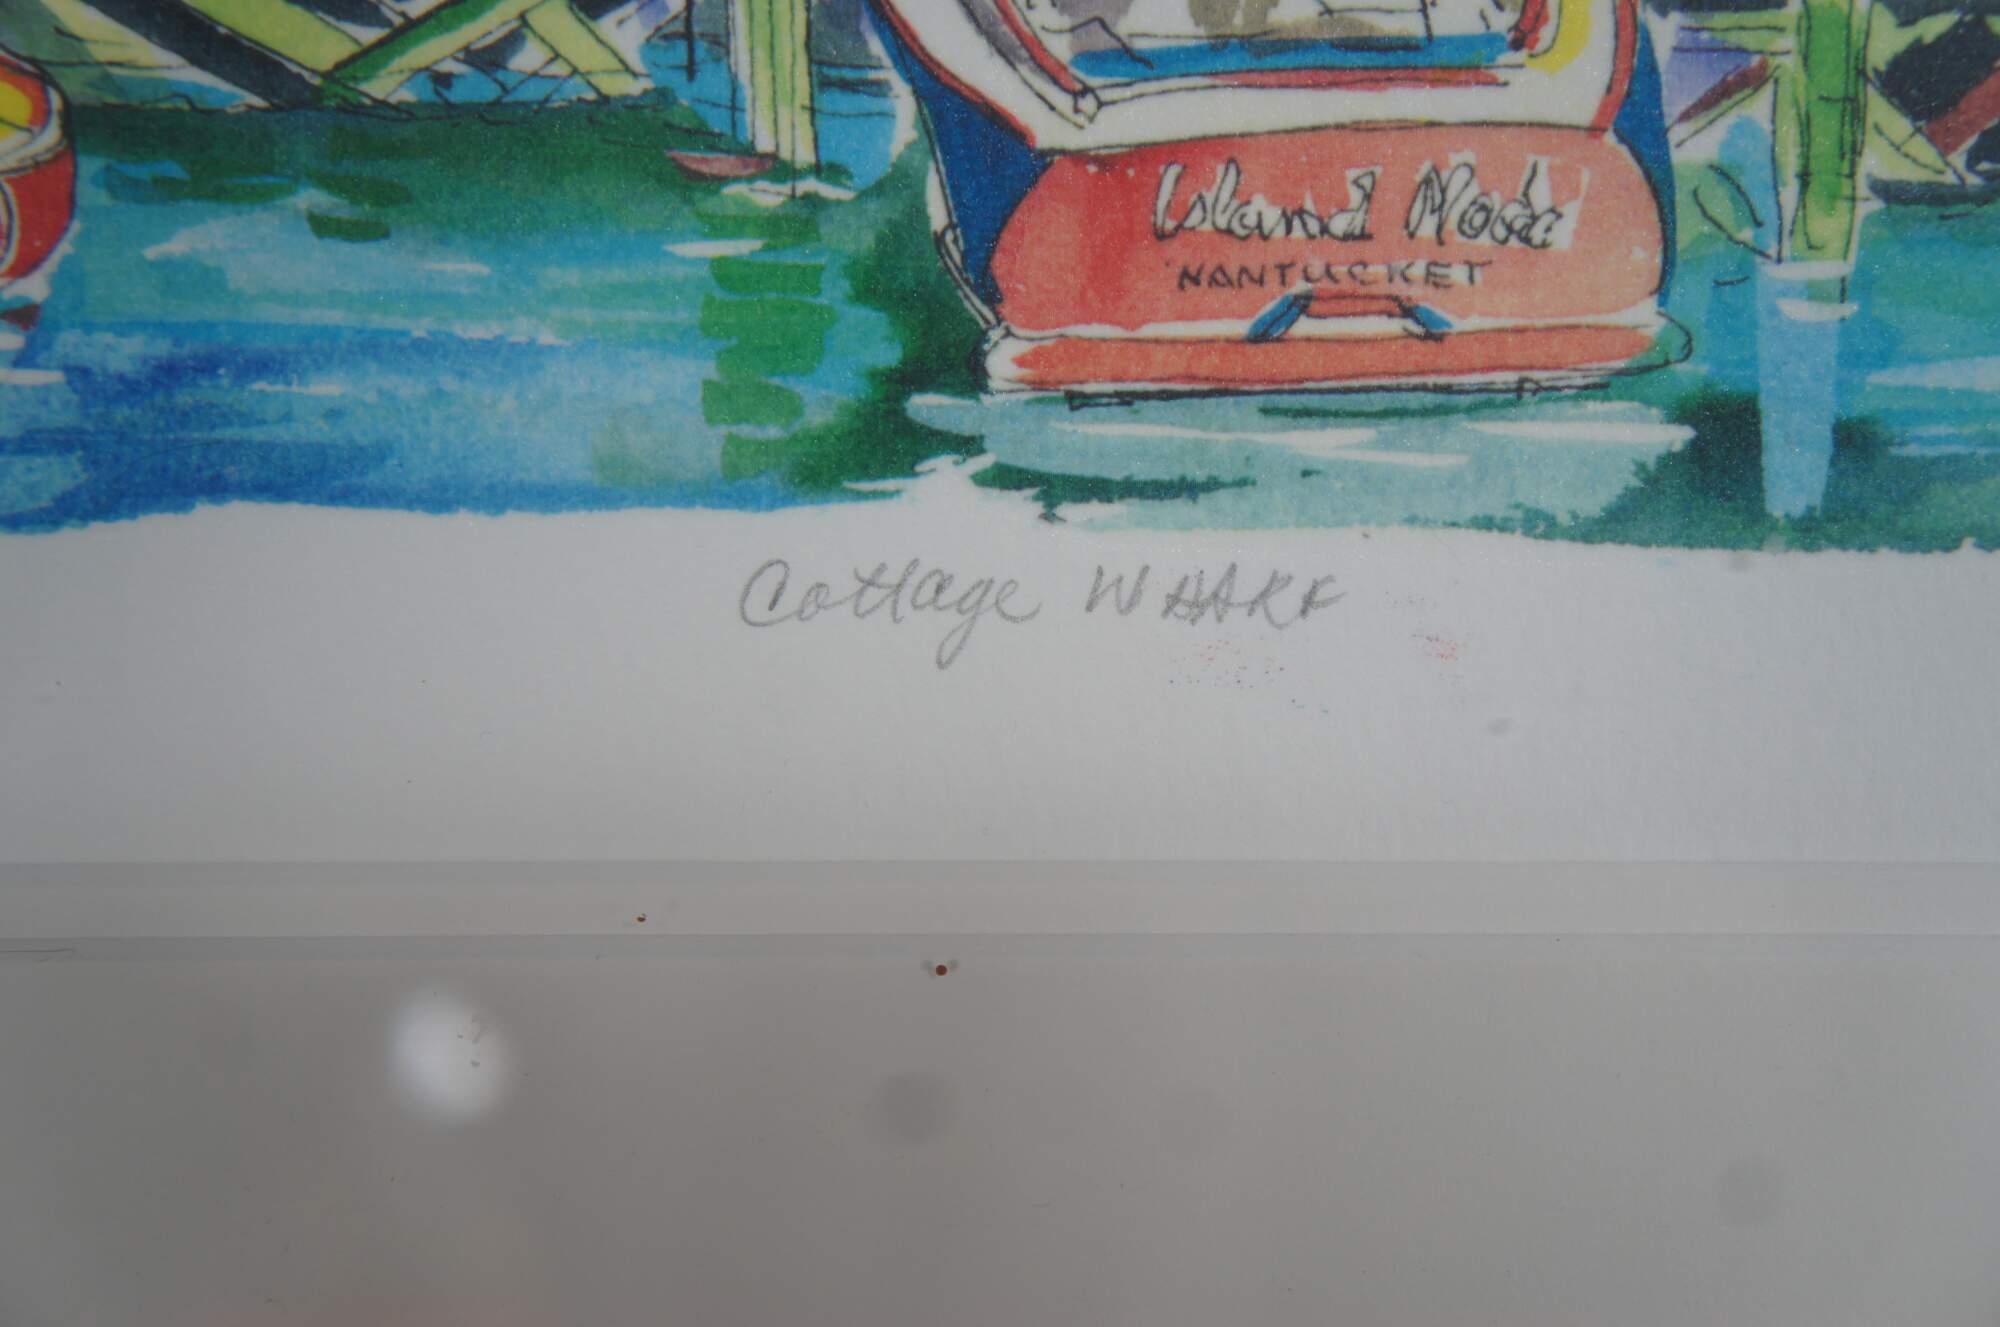 Island Mode
NANTUCKET
Cottage WHARF